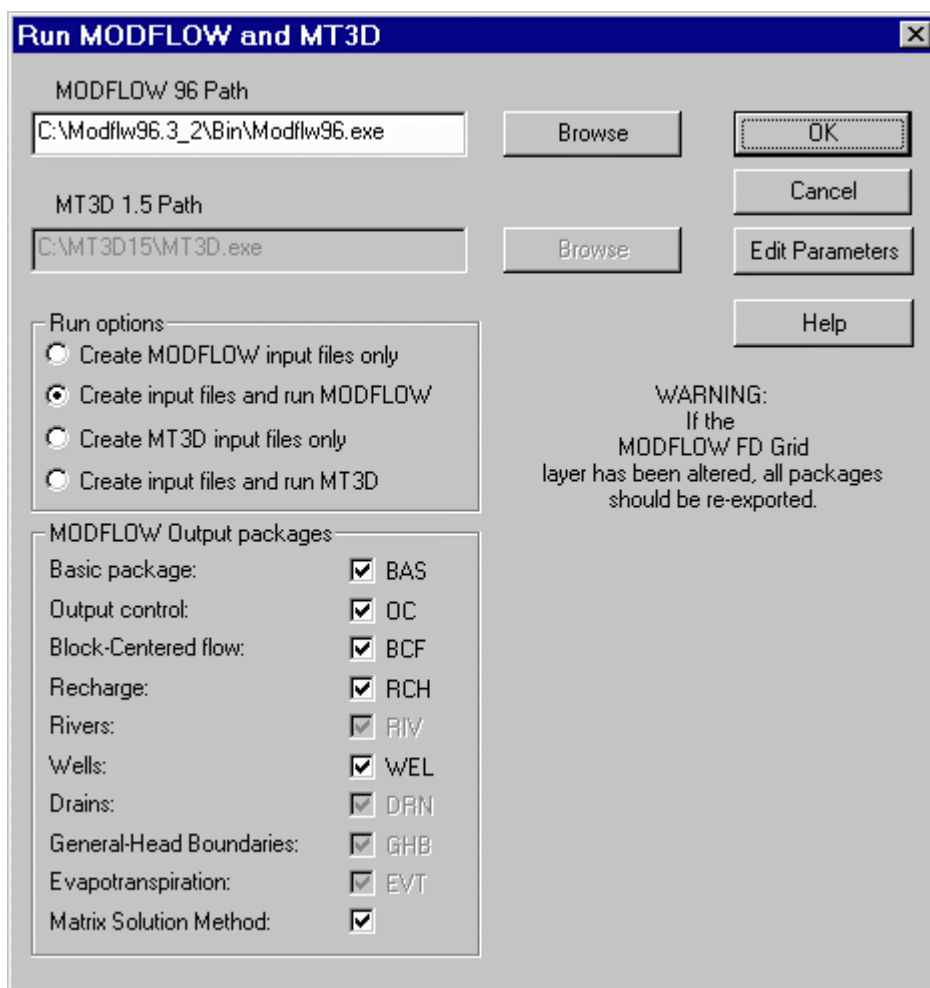 Run MODFLOW and MT3D
MODFLOW 96 Path
C:\Modflw96.3_2\Bin\Modflw96.exe
Browse
OK
Cancel
MT3D 1.5 Path
C:\MT3D15\MT3D.exe
Browse
Edit Parameters
Help
Run options
Create MODFLOW input files only
Create input files and run MODFLOW
Create MT3D input files only
Create input files and run MT3D
WARNING:
If the
MODFLOW FD Grid
layer has been altered, all packages
should be re-exported.
MODFLOW Output packages
Basic package: BAS
Output control: OC
Block-Centered flow: BCF
Recharge: RCH
Rivers: RIV
Wells: WEL
Drains: DRN
General-Head Boundaries: GHB
Evapotranspiration: EVT
Matrix Solution Method: